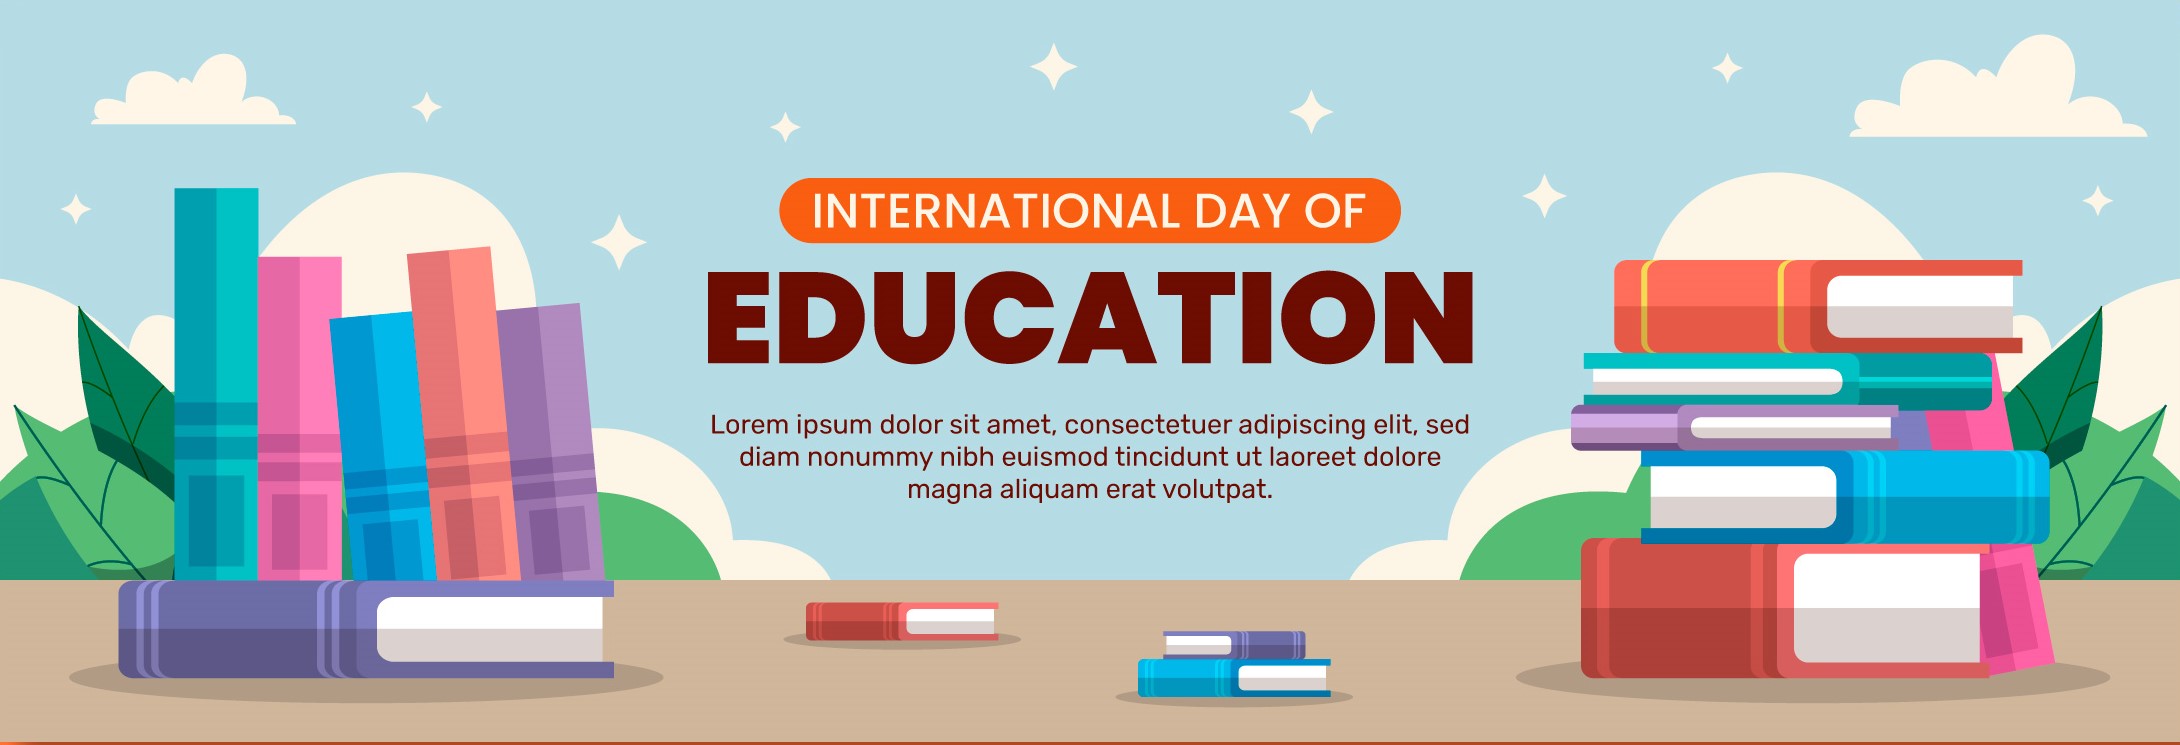 INTERNATIONAL DAY OF
EDUCATION
Lorem ipsum dolor sit amet, consectetuer adipiscing elit, sed
diam nonummy nibh euismod tincidunt ut laoreet dolore
magna aliquam erat volutpat.